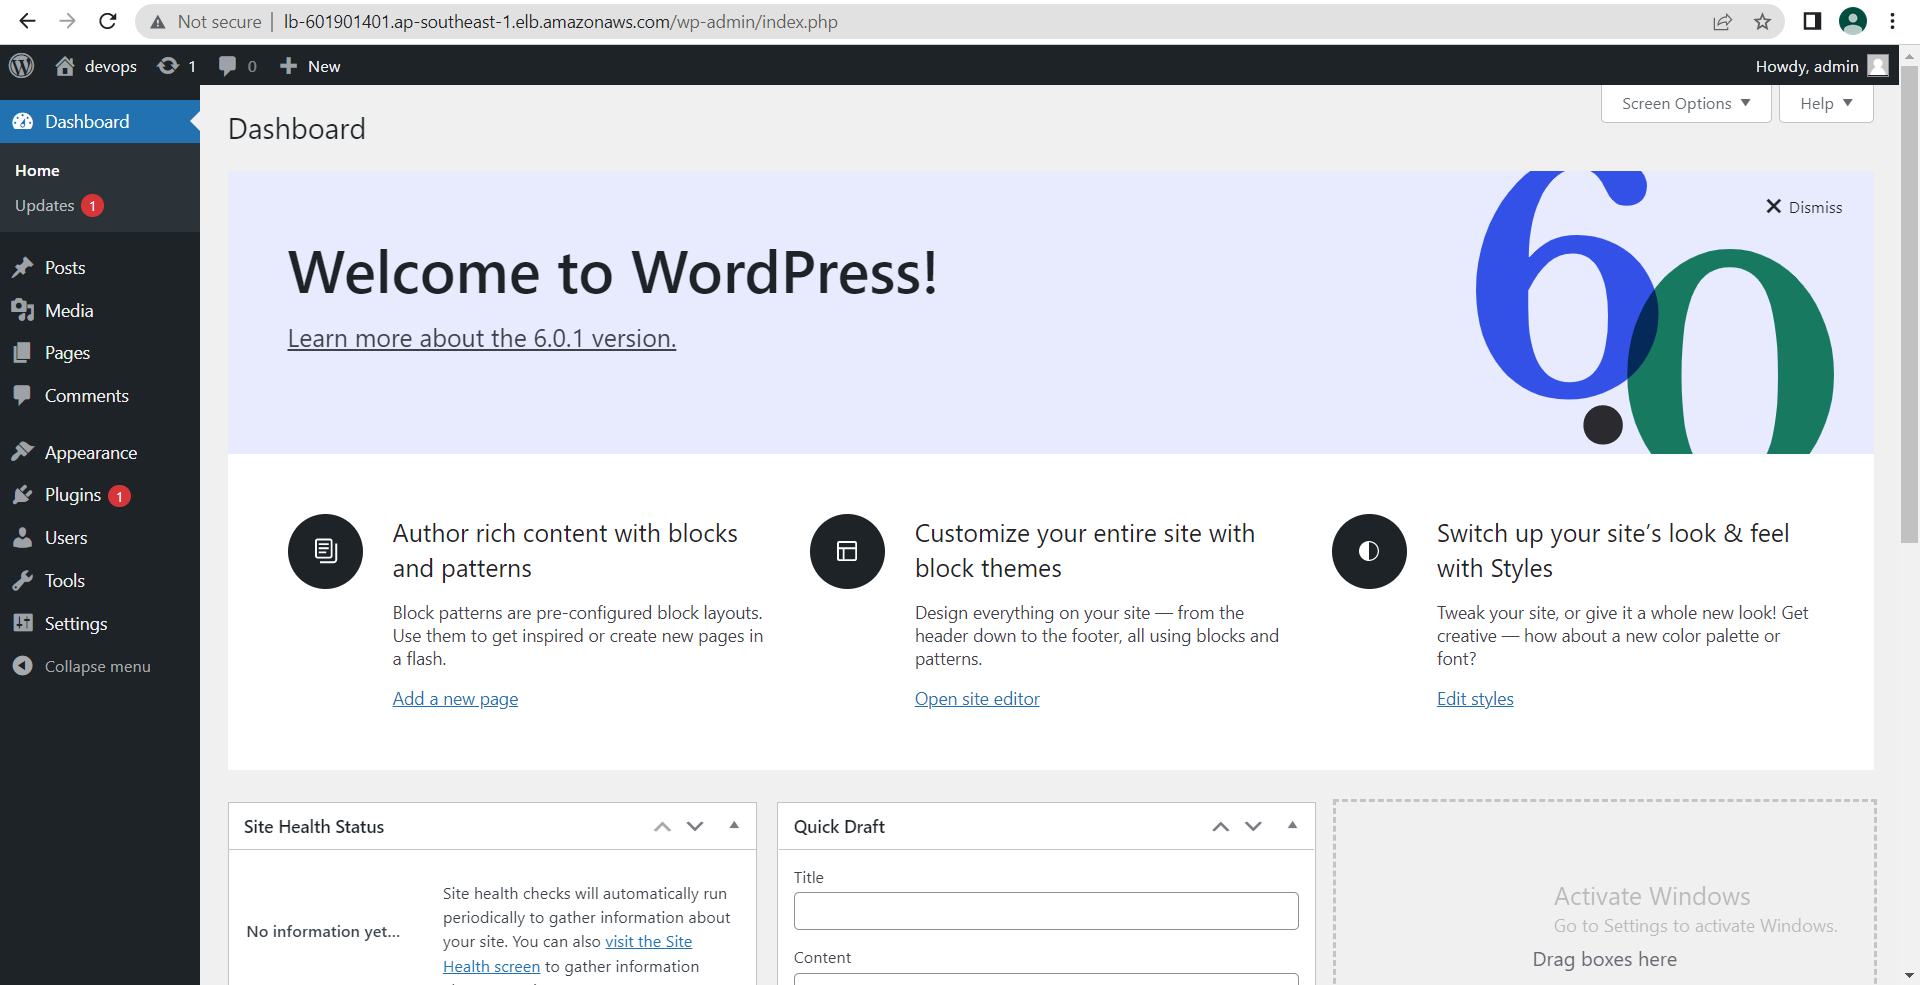 Not secure | lb-601901401.ap-southeast-1.elb.amazonaws.com/wp-admin/index.php
devops 1 0 New Howdy, admin
Screen Options Help
Dashboard
Home
Updates 1
Posts
Media
Pages
Comments
Appearance
Plugins 1
Users
Tools
Settings
Collapse menu
Dashboard
Dismiss
Welcome to WordPress!
Learn more about the 6.0.1 version.
6.0
Author rich content with blocks
and patterns
Block patterns are pre-configured block layouts.
Use them to get inspired or create new pages in
a flash.
Add a new page
Customize your entire site with
block themes
Design everything on your site — from the
header down to the footer, all using blocks and
patterns.
Open site editor
Switch up your site’s look & feel
with Styles
Tweak your site, or give it a whole new look! Get
creative — how about a new color palette or
font?
Edit styles
Site Health Status
No information yet...
Site health checks will automatically run
periodically to gather information about
your site. You can also visit the Site
Health screen to gather information
Quick Draft
Title
Content
Activate Windows
Go to Settings to activate Windows.
Drag boxes here